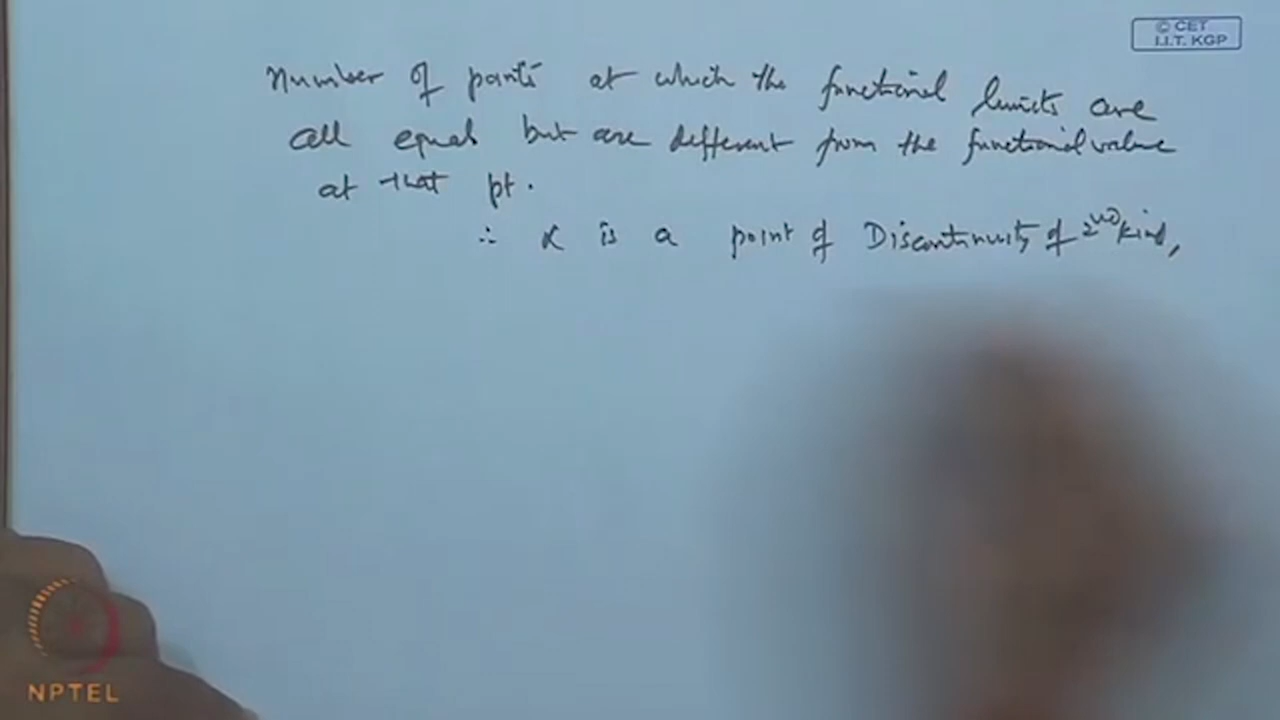 © CET
I.I.T. KGP
Number of points at which the functional limits are
all equal but are different from the functional value
at that pt.
∴ α is a point of Discontinuity of 2nd kind,
NPTEL